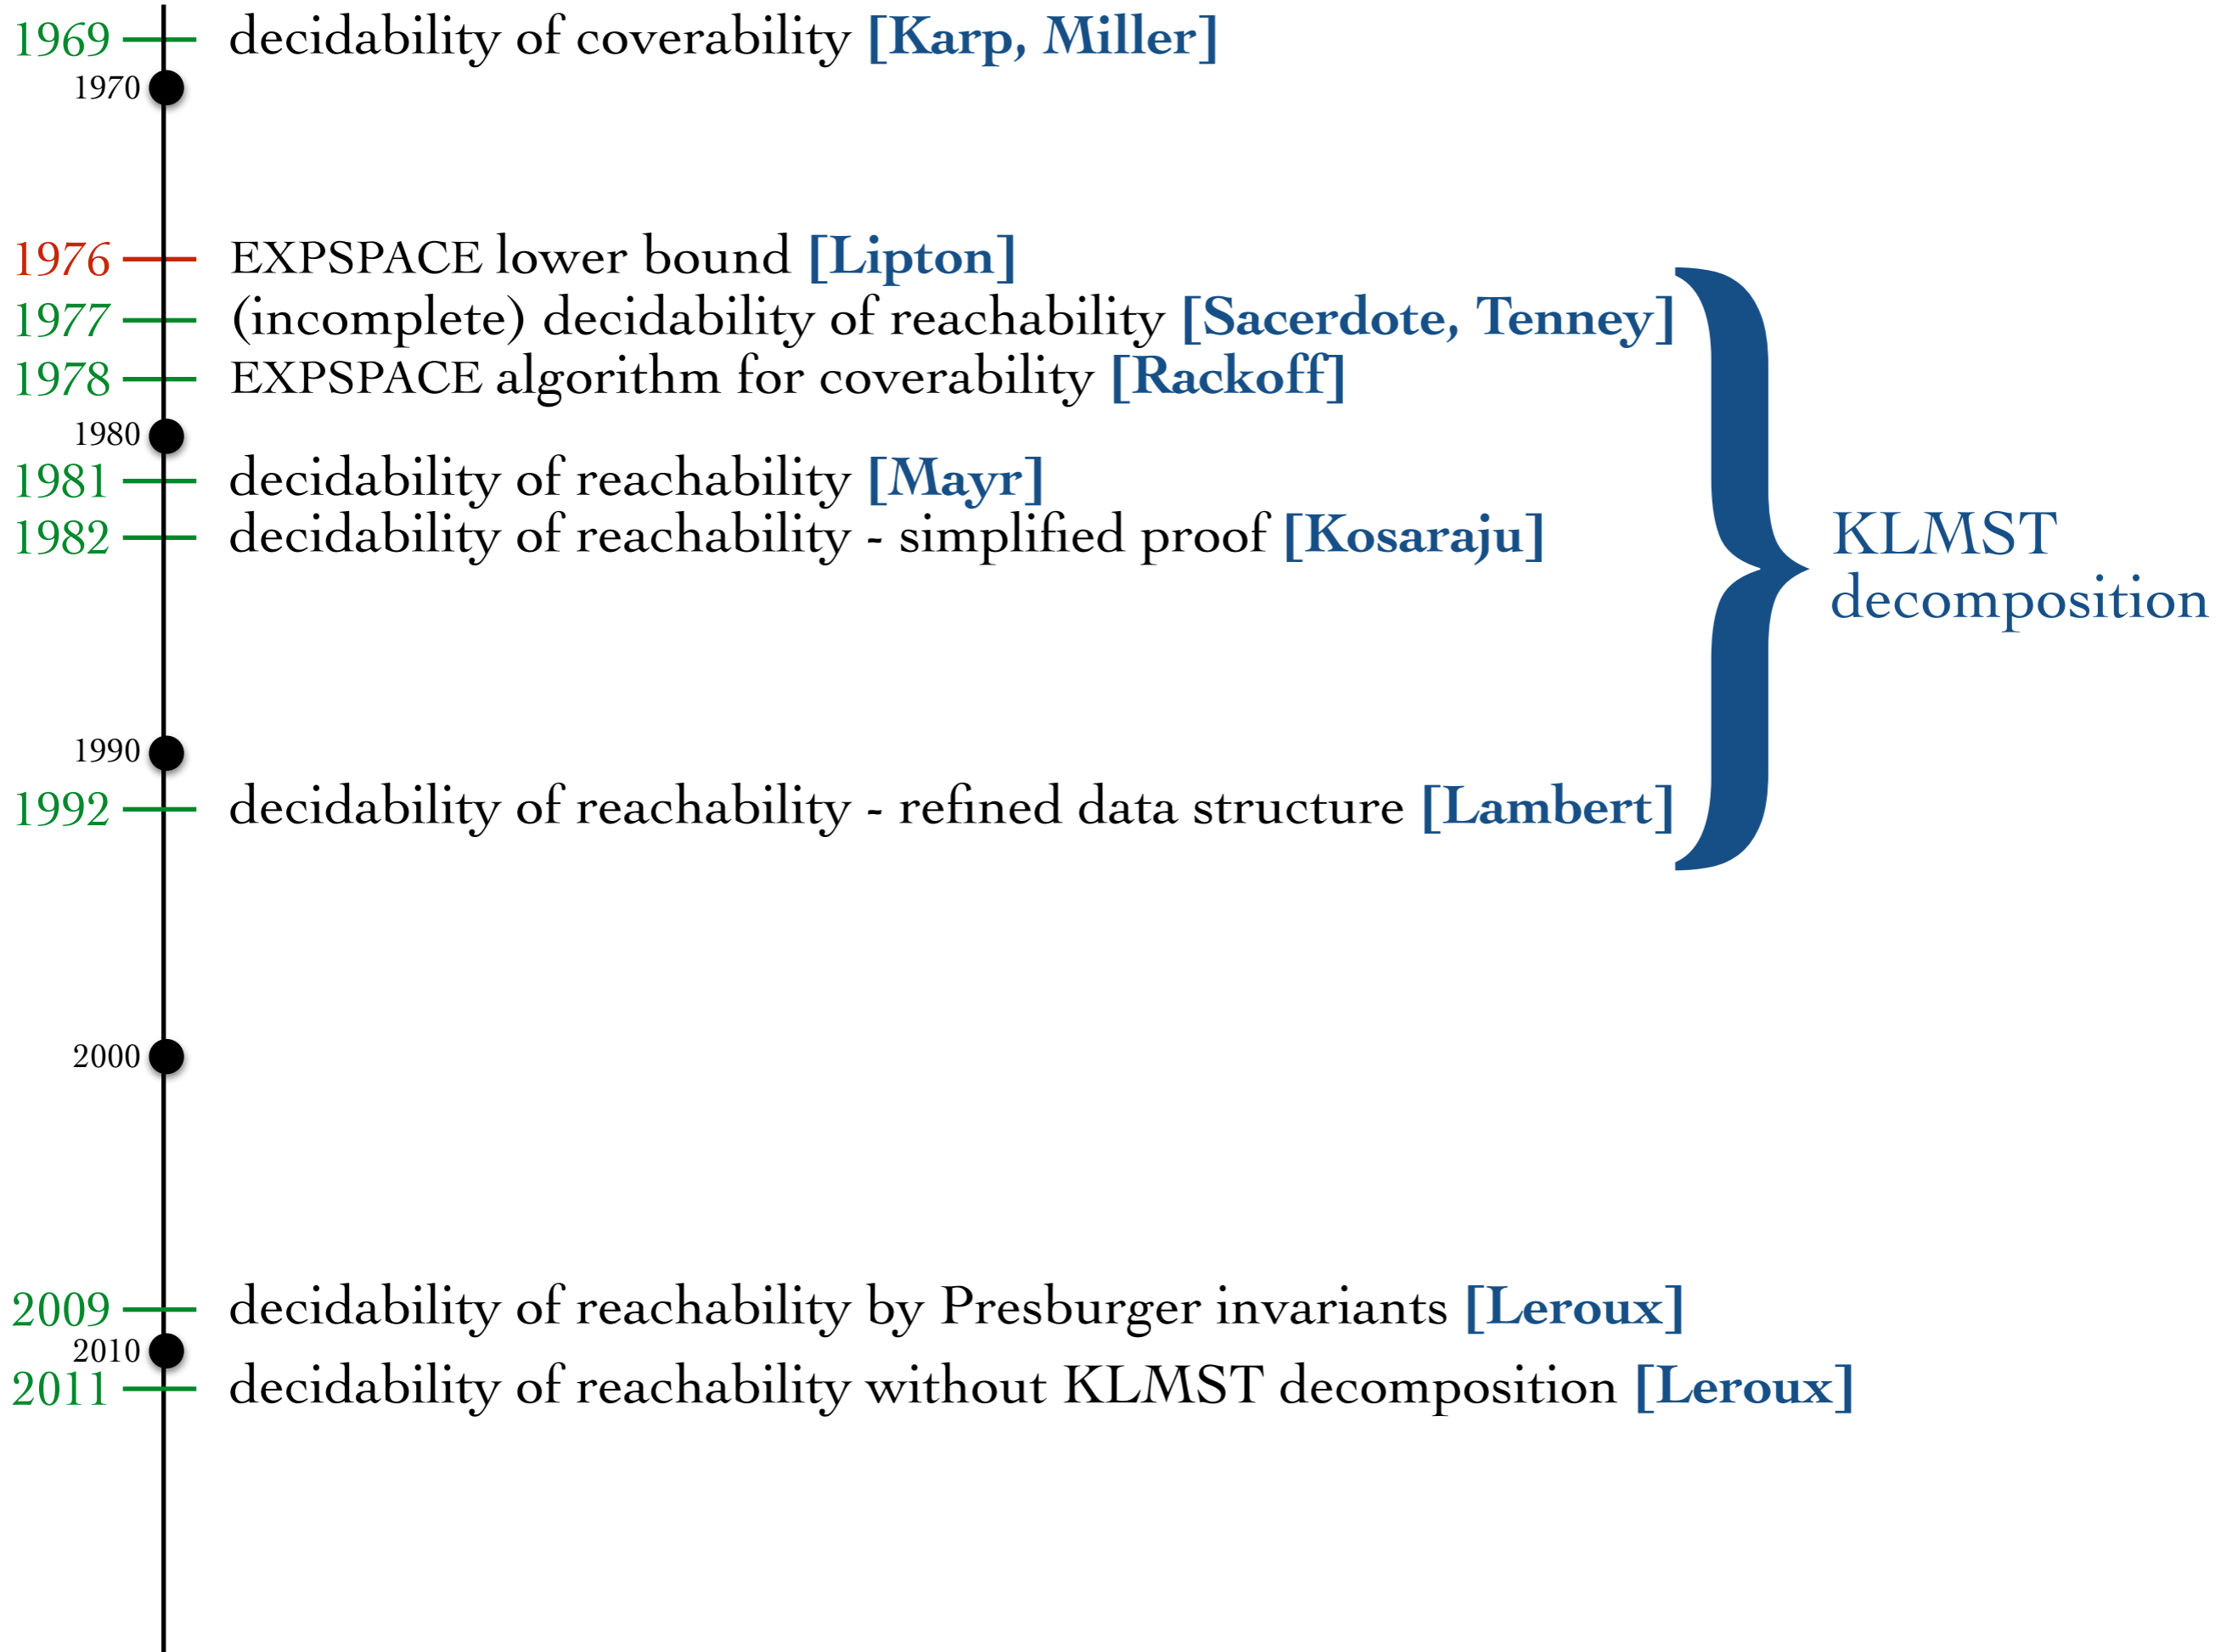 1969 decidability of coverability [Karp, Miller]
1970
1976 EXPSPACE lower bound [Lipton]
1977 (incomplete) decidability of reachability [Sacerdote, Tenney]
1978 EXPSPACE algorithm for coverability [Rackoff]
1980
1981 decidability of reachability [Mayr]
1982 decidability of reachability - simplified proof [Kosaraju]
KLMST
decomposition
1990
1992 decidability of reachability - refined data structure [Lambert]
2000
2009 decidability of reachability by Presburger invariants [Leroux]
2010
2011 decidability of reachability without KLMST decomposition [Leroux]